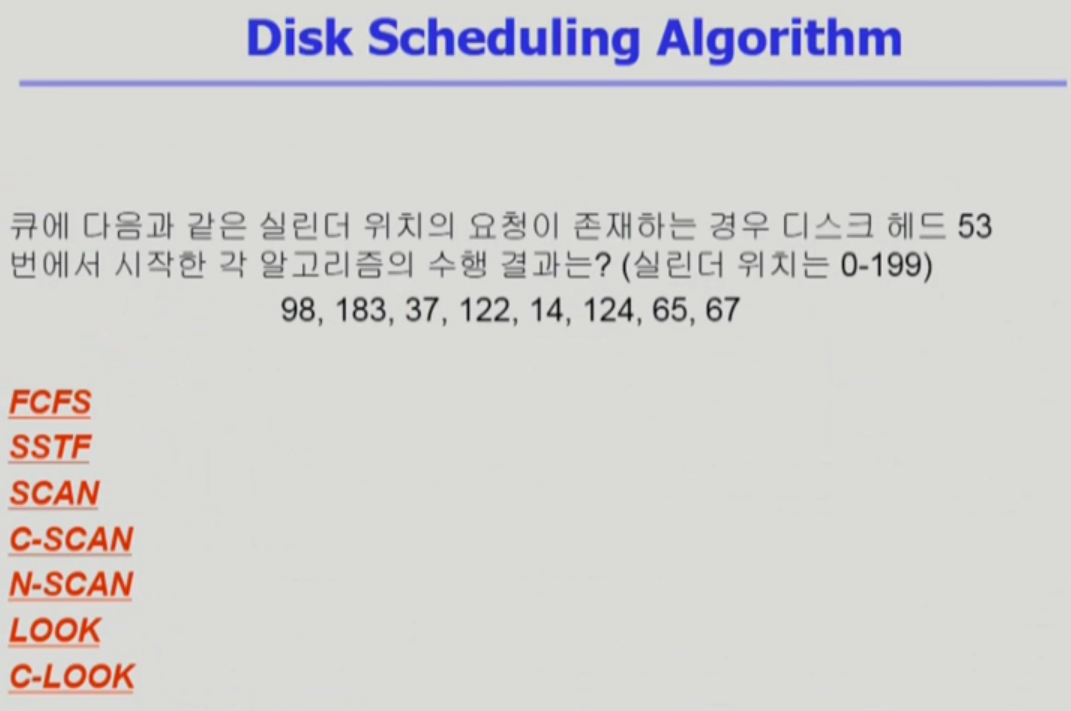 Disk Scheduling Algorithm
큐에 다음과 같은 실린더 위치의 요청이 존재하는 경우 디스크 헤드 53
번에서 시작한 각 알고리즘의 수행 결과는? (실린더 위치는 0-199)
98, 183, 37, 122, 14, 124, 65, 67
FCFS
SSTF
SCAN
C-SCAN
N-SCAN
LOOK
C-LOOK